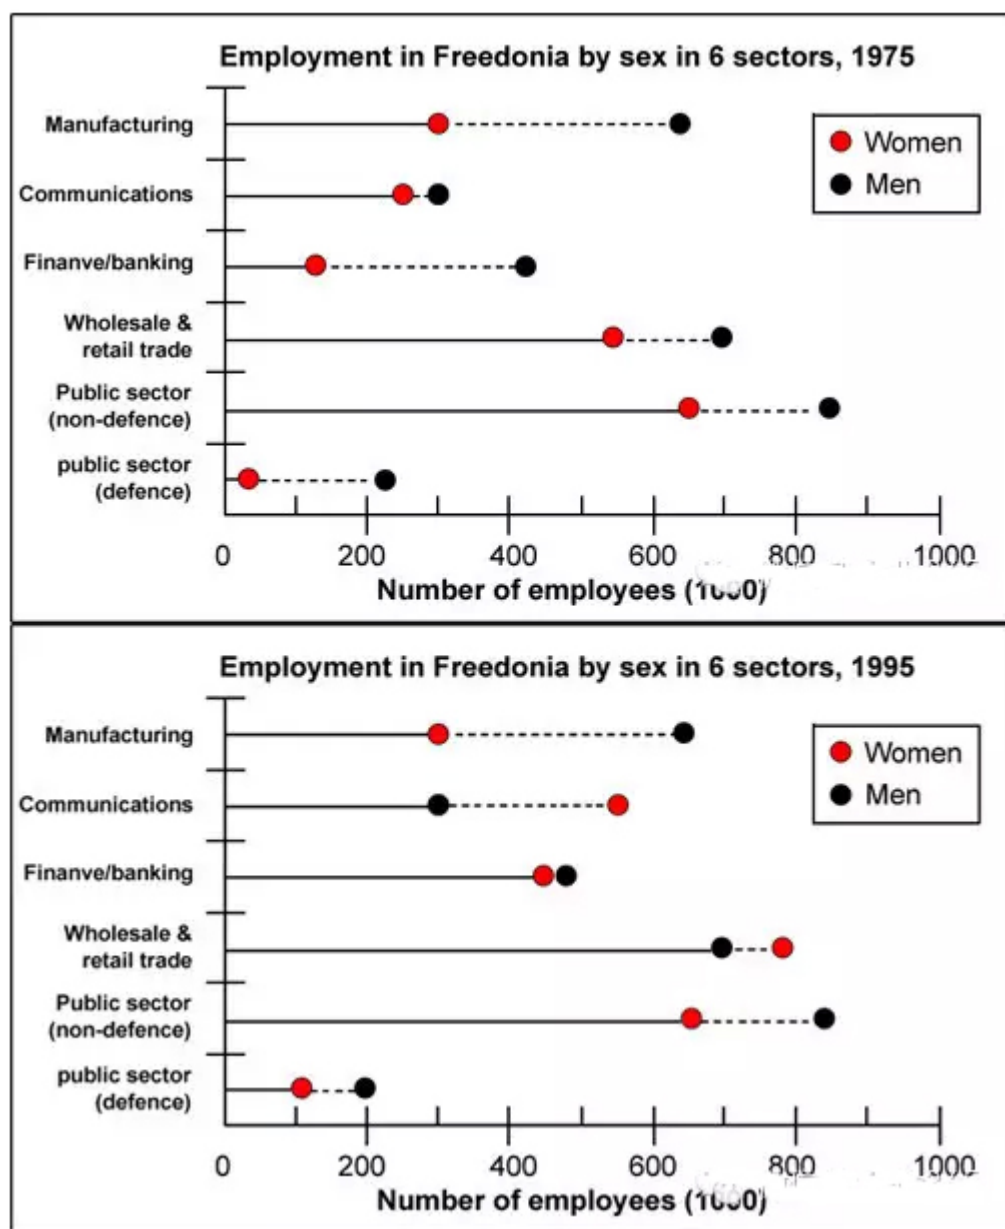 Employment in Freedonia by sex in 6 sectors, 1975
Manufacturing
Communications
Finanve/banking
Wholesale &
retail trade
Public sector
(non-defence)
public sector
(defence)
Women
Men
0 200 400 600 800 1000
Number of employees (1000)
Employment in Freedonia by sex in 6 sectors, 1995
Manufacturing
Communications
Finanve/banking
Wholesale &
retail trade
Public sector
(non-defence)
public sector
(defence)
Women
Men
0 200 400 600 800 1000
Number of employees (1000)